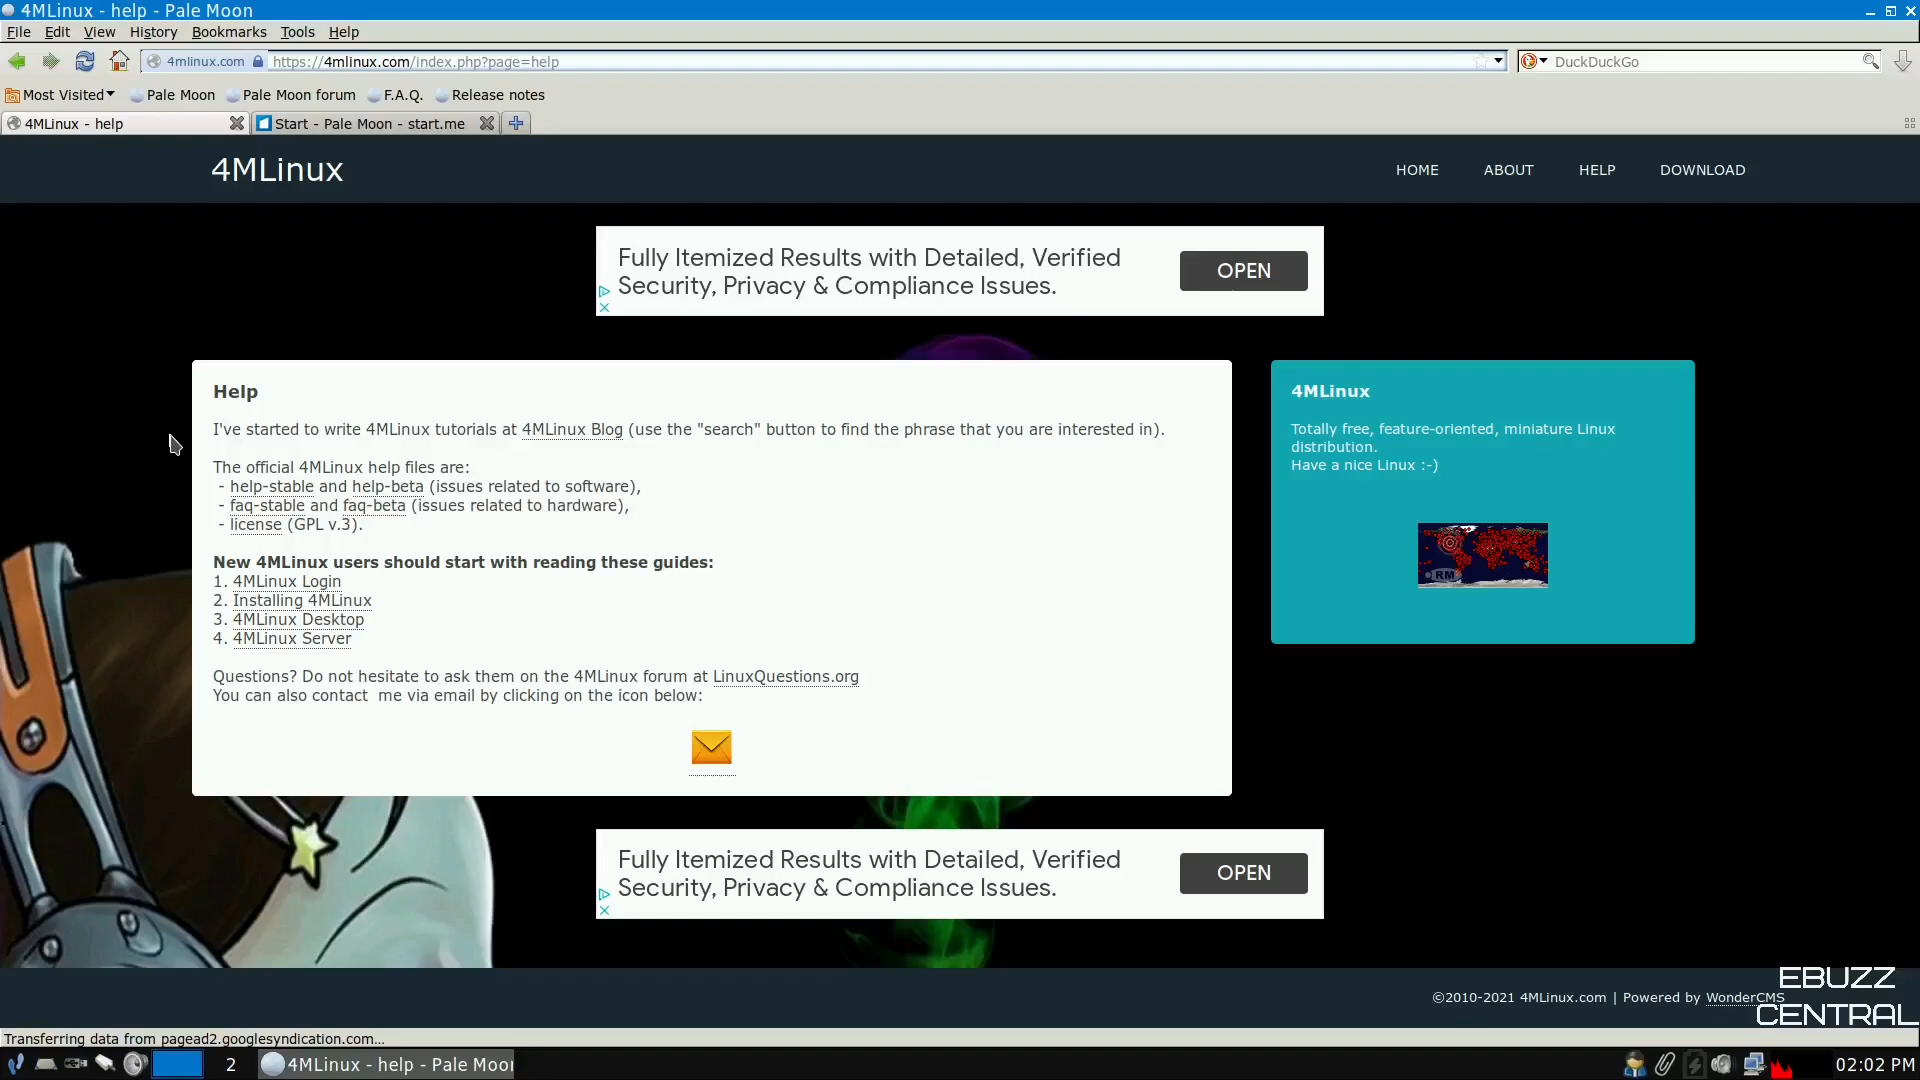 4MLinux - help - Pale Moon
File Edit View History Bookmarks Tools Help
4mlinux.com https://4mlinux.com/index.php?page=help DuckDuckGo
Most Visited Pale Moon Pale Moon forum F.A.Q. Release notes
4MLinux - help Start - Pale Moon - start.me
4MLinux HOME ABOUT HELP DOWNLOAD
Fully Itemized Results with Detailed, Verified
Security, Privacy & Compliance Issues.
OPEN
Help
I've started to write 4MLinux tutorials at 4MLinux Blog (use the "search" button to find the phrase that you are interested in).
The official 4MLinux help files are:
- help-stable and help-beta (issues related to software),
- faq-stable and faq-beta (issues related to hardware),
- license (GPL v.3).
New 4MLinux users should start with reading these guides:
1. 4MLinux Login
2. Installing 4MLinux
3. 4MLinux Desktop
4. 4MLinux Server
Questions? Do not hesitate to ask them on the 4MLinux forum at LinuxQuestions.org
You can also contact  me via email by clicking on the icon below:
4MLinux
Totally free, feature-oriented, miniature Linux
distribution.
Have a nice Linux :-)
RM
Fully Itemized Results with Detailed, Verified
Security, Privacy & Compliance Issues.
OPEN
©2010-2021 4MLinux.com | Powered by WonderCMS
EBUZZ
CENTRAL
Transferring data from pagead2.googlesyndication.com...
2 4MLinux - help - Pale Moon 02:02 PM